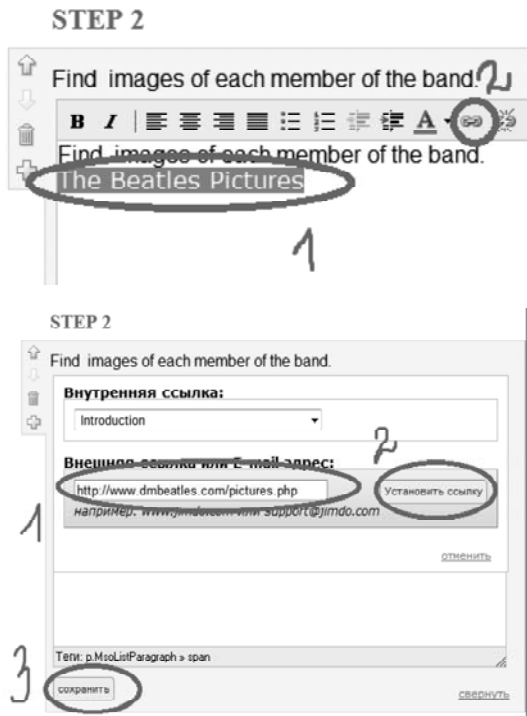 STEP 2
Find images of each member of the band.
2
B I A
Find images of each member of the band.
The Beatles Pictures
1
STEP 2
Find images of each member of the band.
Внутренняя ссылка:
Introduction
2
Внешняя ссылка или E-mail адрес:
http://www.dmbeatles.com/pictures.php
Установить ссылку
1
например: www.jimdo.com или support@jimdo.com
отменить
Теги: p.MsoListParagraph » span
3
сохранить
свернуть